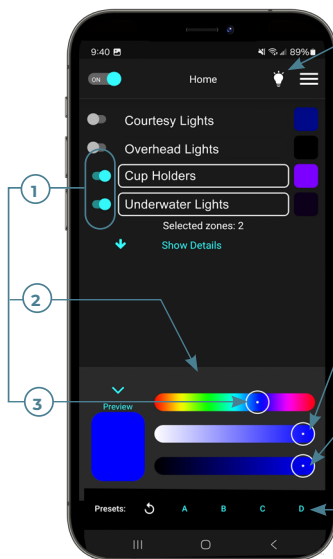 9:40 89%
ON Home
Courtesy Lights
Overhead Lights
1 Cup Holders
Underwater Lights
Selected zones: 2
Show Details
2
3 Preview
Presets: A B C D